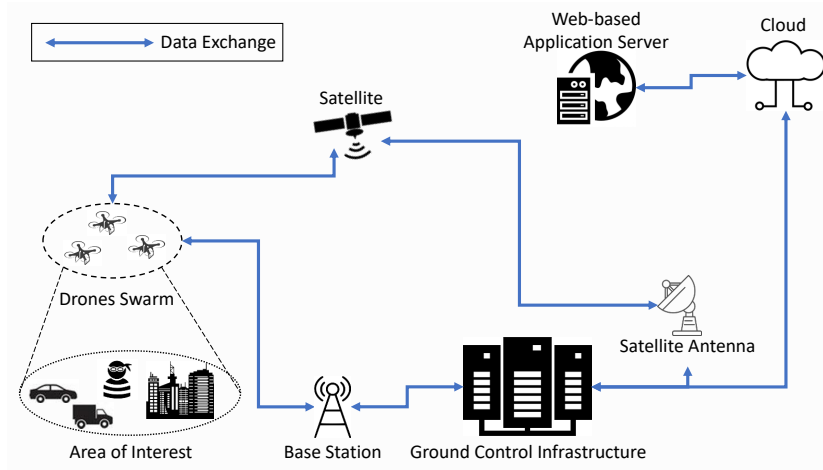 Data Exchange
Web-based
Application Server
Cloud
Satellite
Drones Swarm
Satellite Antenna
Area of Interest
Base Station
Ground Control Infrastructure